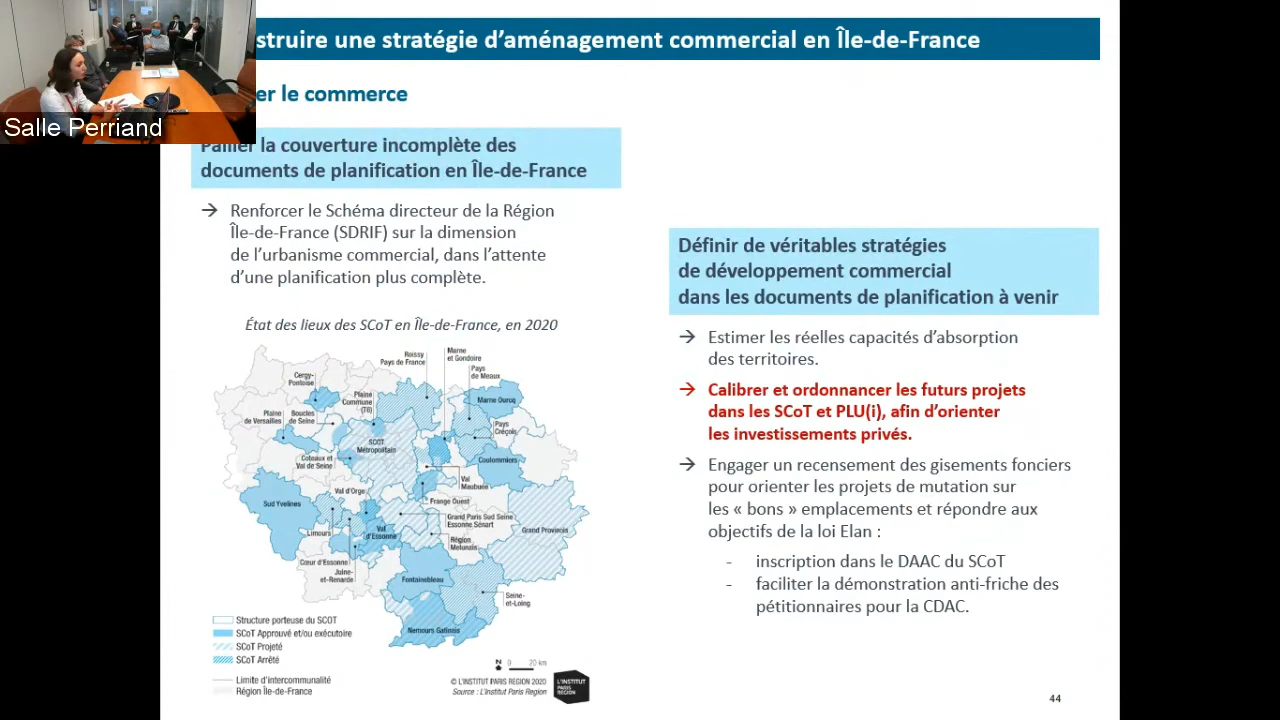 struire une stratégie d'aménagement commercial en Île-de-France
er le commerce
Salle Perriand
Pallier la couverture incomplète des
documents de planification en Île-de-France
→ Renforcer le Schéma directeur de la Région
Île-de-France (SDRIF) sur la dimension
de l'urbanisme commercial, dans l'attente
d'une planification plus complète.
État des lieux des SCoT en Île-de-France, en 2020
Roissy
Pays de France
Marne
et Gondoire
Pays
de Meaux
Cergy-
Pontoise
Plaine
Commune
(T6)
Marne Ourcq
Plaine
de Versailles
Boucles
de Seine
Pays
Créçois
SCOT
Métropolitain
Coteaux et
Val de Seine
Coulommiers
Val
Maubuée
Val d'Orge
Frange Ouest
Sud Yvelines
Grand Paris Sud Seine
Essonne Sénart
Grand Provinois
Limours
Val
d'Essonne
Région
Melunais
Cœur d'Essonne
Juine-
et-Renarde
Fontainebleau
Seine-
et-Loing
Nemours Gatinais
Structure porteuse du SCOT
SCoT Approuvé et/ou exécutoire
SCoT Projeté
SCoT Arrêté
Limite d'intercommunalité
Région Île-de-France
N
0 20 km
© L'INSTITUT PARIS REGION 2020
Source : L'Institut Paris Region
L'INSTITUT
PARIS
REGION
Définir de véritables stratégies
de développement commercial
dans les documents de planification à venir
→ Estimer les réelles capacités d'absorption
des territoires.
→ Calibrer et ordonnancer les futurs projets
dans les SCoT et PLU(i), afin d'orienter
les investissements privés.
→ Engager un recensement des gisements fonciers
pour orienter les projets de mutation sur
les « bons » emplacements et répondre aux
objectifs de la loi Elan :
- inscription dans le DAAC du SCoT
- faciliter la démonstration anti-friche des
pétitionnaires pour la CDAC.
44